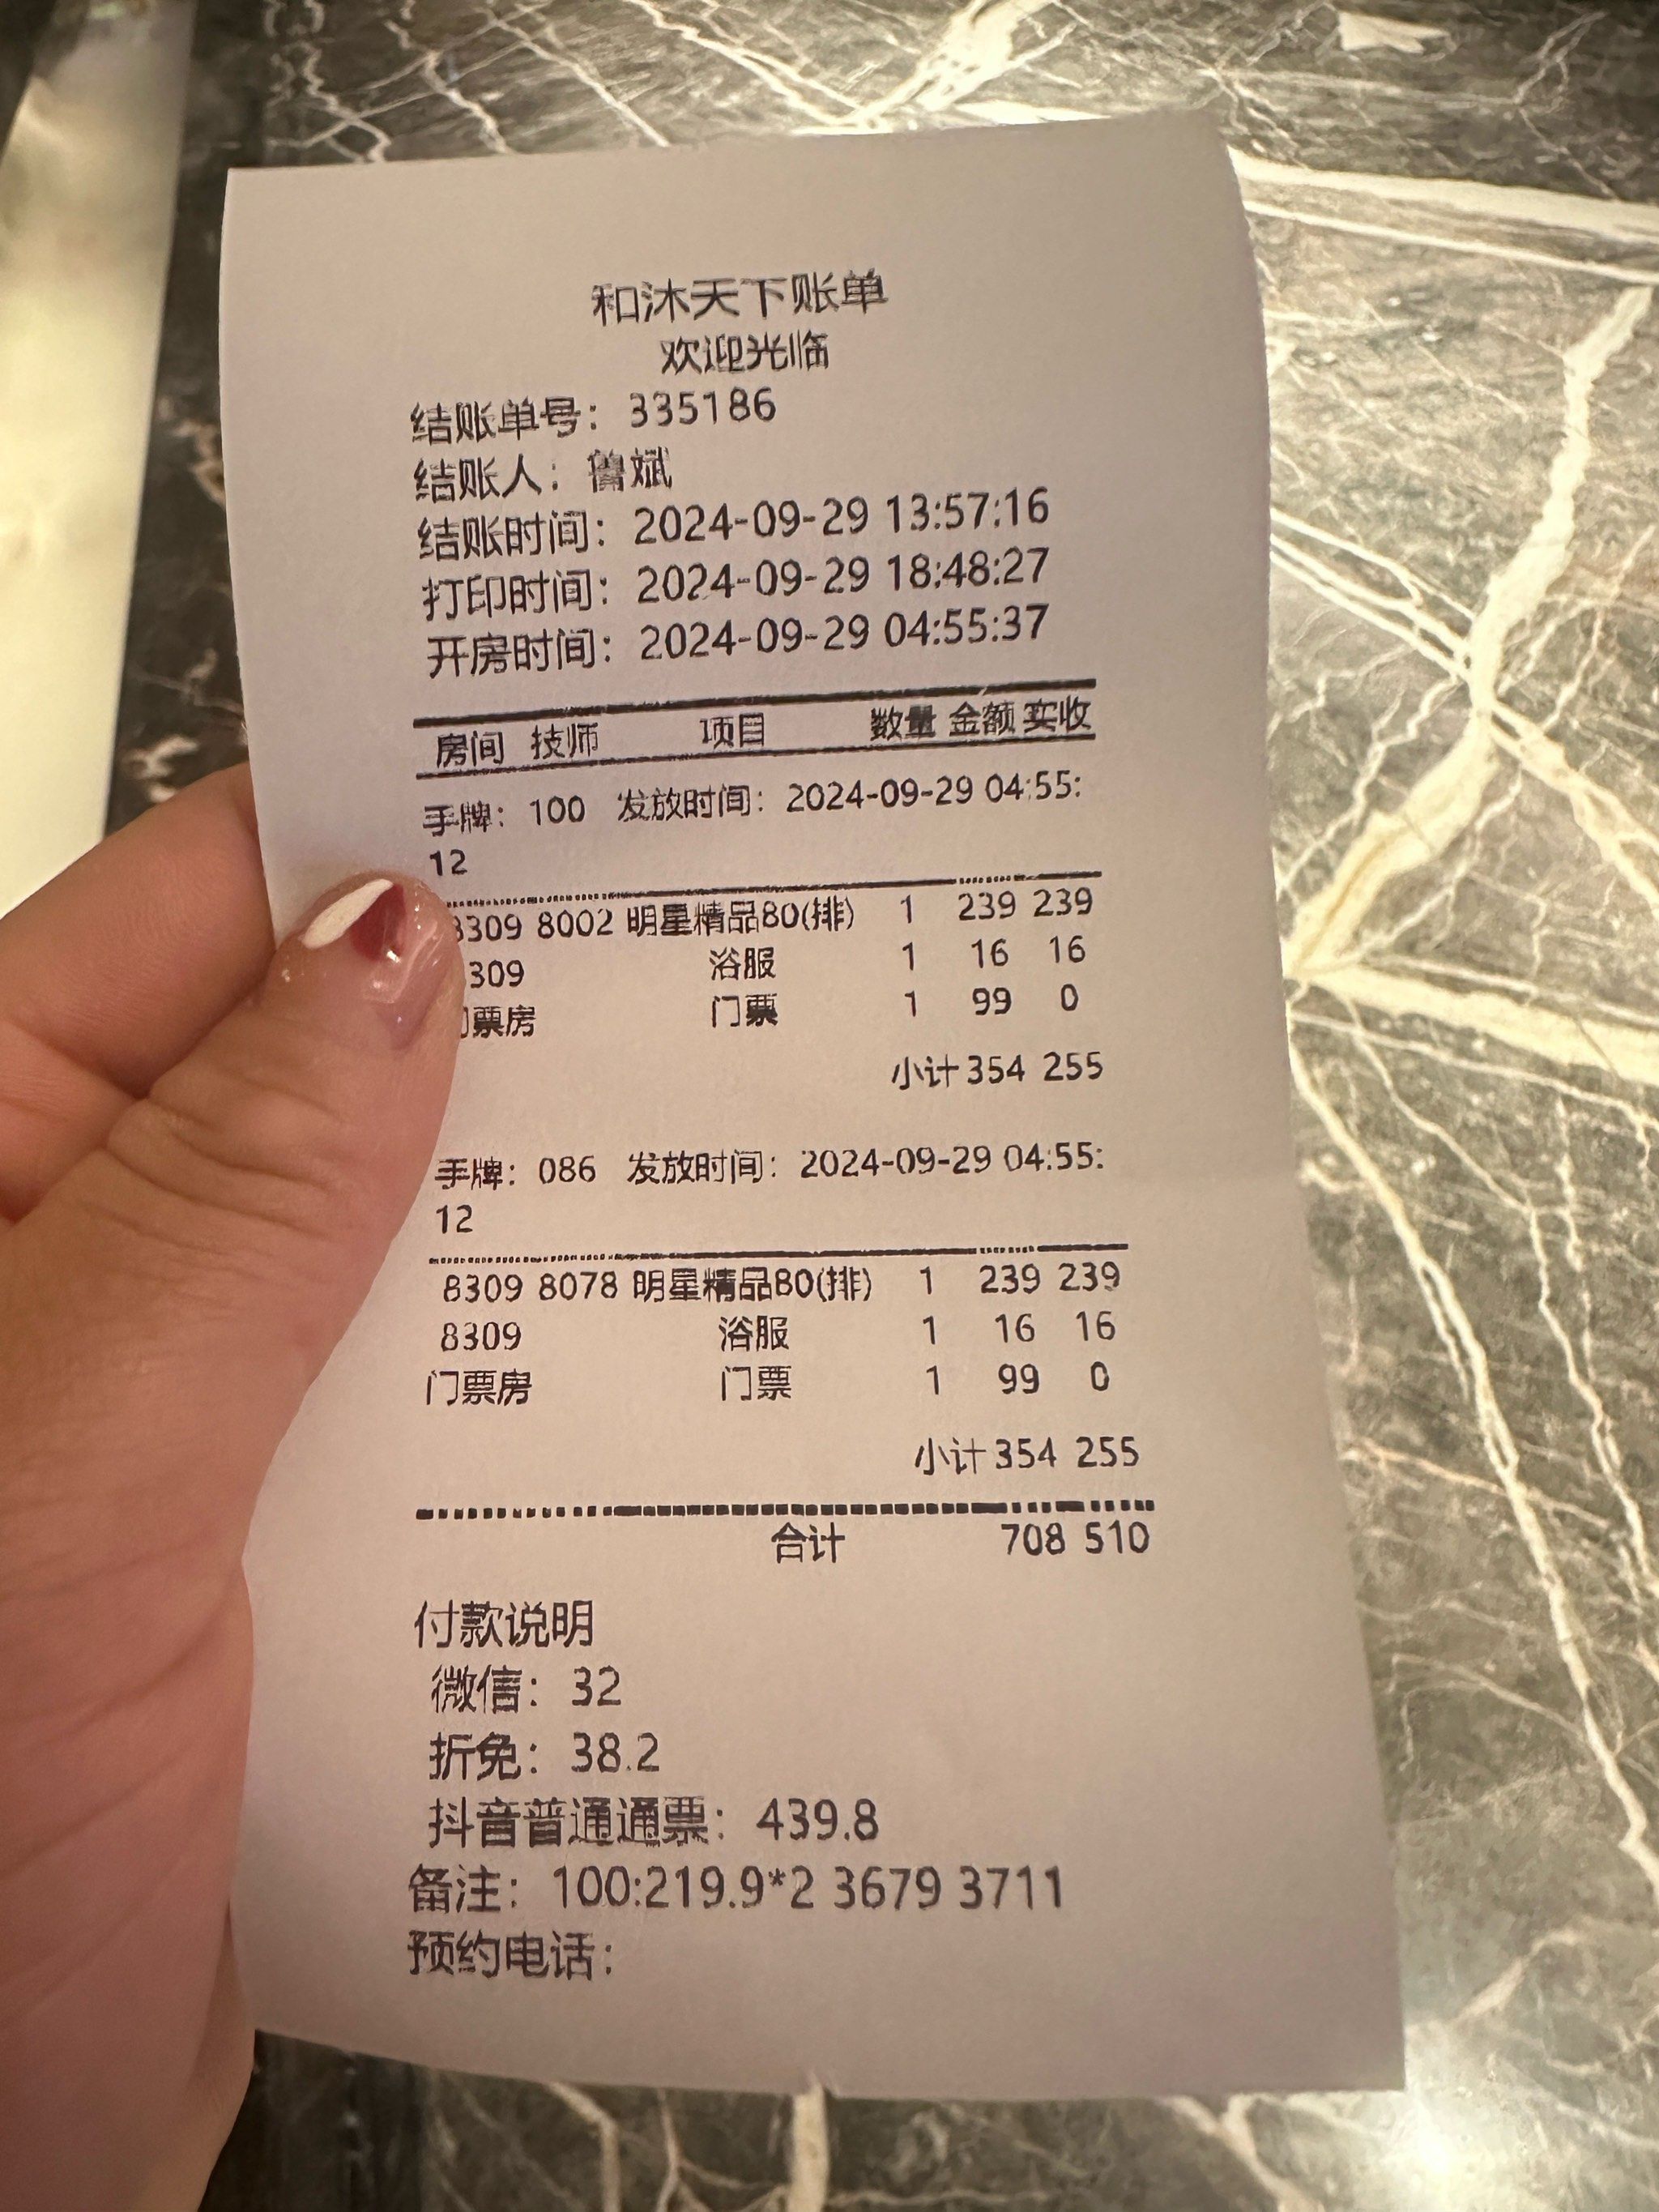 和沐天下账单
欢迎光临
结账单号：335186
结账人：曾斌
结账时间：2024-09-29 13:57:16
打印时间：2024-09-29 18:48:27
开房时间：2024-09-29 04:55:37
房间 技师 项目 数量 金额 实收
手牌：100 发放时间：2024-09-29 04:55:
12
8309 8002 明星精品80(排) 1 239 239
309 浴服 1 16 16
门票房 门票 1 99 0
小计 354 255
手牌：086 发放时间：2024-09-29 04:55:
12
8309 8078 明星精品80(排) 1 239 239
8309 浴服 1 16 16
门票房 门票 1 99 0
小计 354 255
合计 708 510
付款说明
微信：32
折免：38.2
抖音普通通票：439.8
备注：100:219.9*2 3679 3711
预约电话：